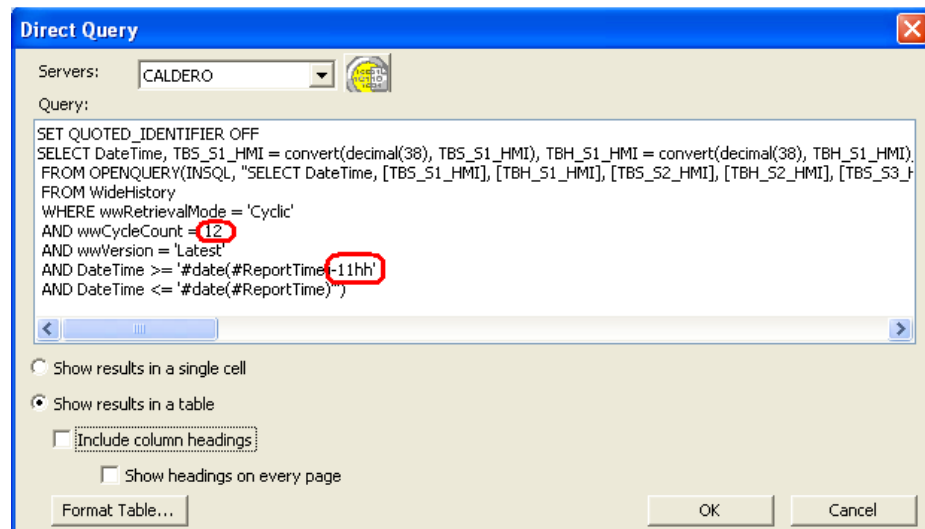 Direct Query
Servers: CALDERO
Query:
SET QUOTED_IDENTIFIER OFF
SELECT DateTime, TBS_S1_HMI = convert(decimal(38), TBS_S1_HMI), TBH_S1_HMI = convert(decimal(38), TBH_S1_HMI)
FROM OPENQUERY(INSQL, "SELECT DateTime, [TBS_S1_HMI], [TBH_S1_HMI], [TBS_S2_HMI], [TBH_S2_HMI], [TBS_S3_H
FROM WideHistory
WHERE wwRetrievalMode = 'Cyclic'
AND wwCycleCount = 12
AND wwVersion = 'Latest'
AND DateTime >= '#date(#ReportTime)-11hh'
AND DateTime <= '#date(#ReportTime)'")
Show results in a single cell
Show results in a table
Include column headings
Show headings on every page
Format Table...
OK
Cancel